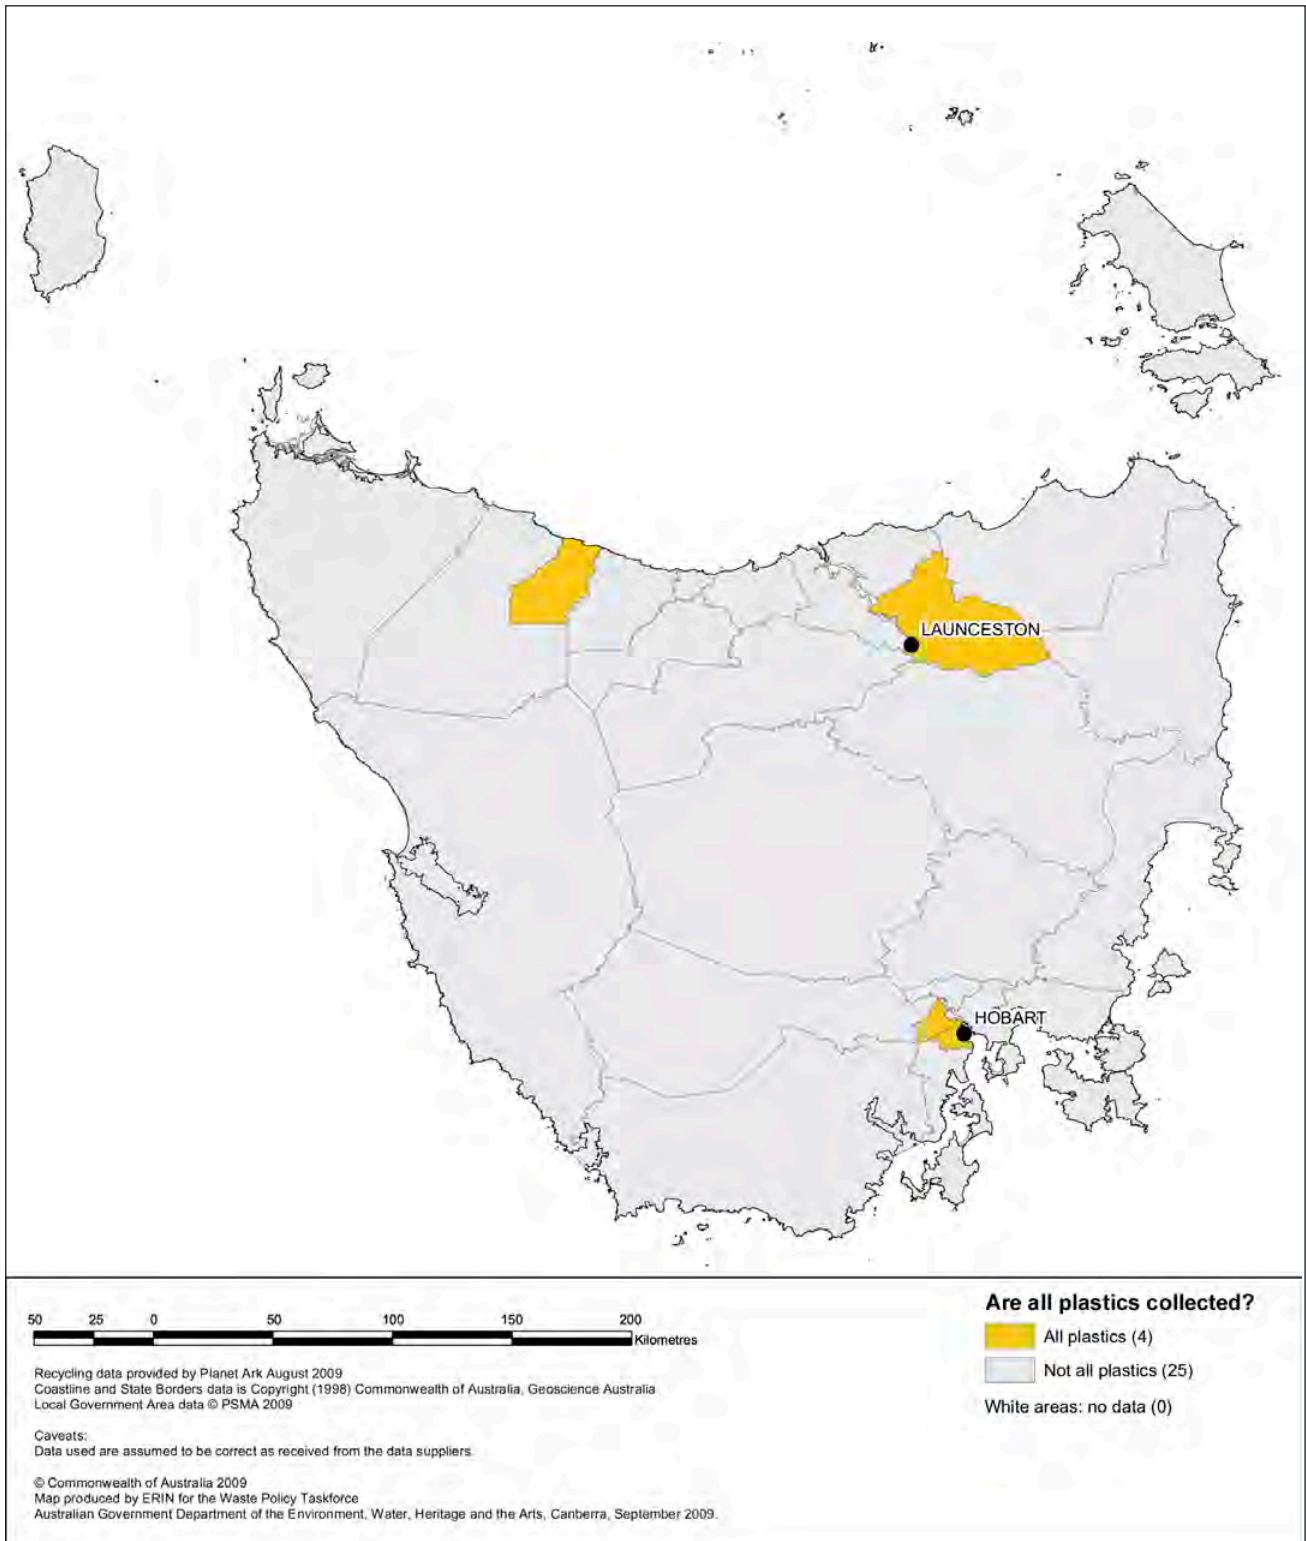 LAUNCESTON
HOBART
50 25 0 50 100 150 200
Kilometres
Recycling data provided by Planet Ark August 2009
Coastline and State Borders data is Copyright (1998) Commonwealth of Australia, Geoscience Australia
Local Government Area data © PSMA 2009
Caveats:
Data used are assumed to be correct as received from the data suppliers.
© Commonwealth of Australia 2009
Map produced by ERIN for the Waste Policy Taskforce
Australian Government Department of the Environment, Water, Heritage and the Arts, Canberra, September 2009.
Are all plastics collected?
All plastics (4)
Not all plastics (25)
White areas: no data (0)